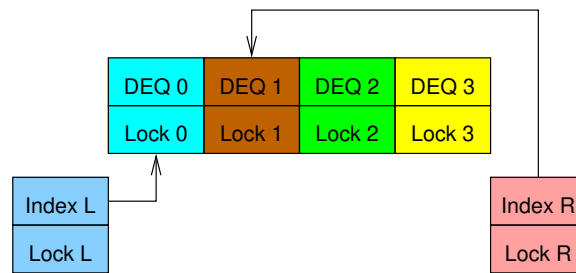 DEQ 0 DEQ 1 DEQ 2 DEQ 3
Lock 0 Lock 1 Lock 2 Lock 3
Index L Index R
Lock L Lock R